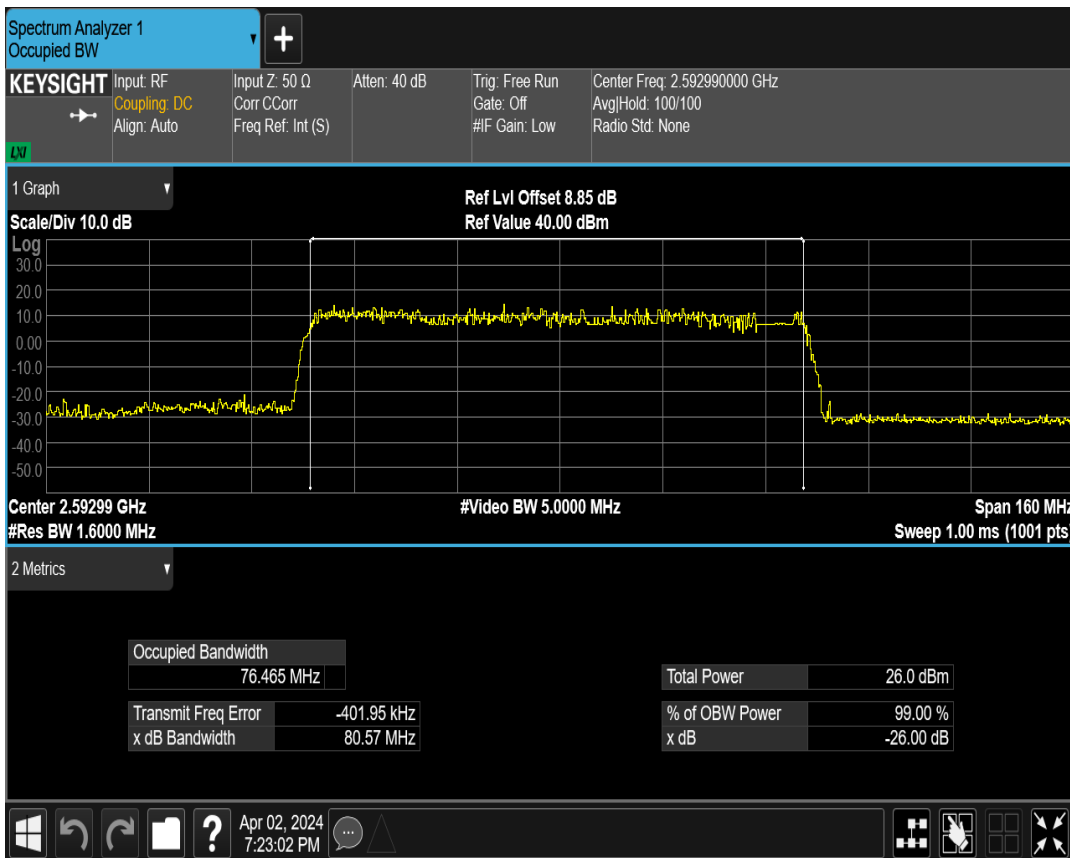 Spectrum Analyzer 1
Occupied BW
+
KEYSIGHT
LXI
Input: RF
Coupling: DC
Align: Auto
Input Z: 50 Ω
Corr CCorr
Freq Ref: Int (S)
Atten: 40 dB
Trig: Free Run
Gate: Off
#IF Gain: Low
Center Freq: 2.592990000 GHz
Avg|Hold: 100/100
Radio Std: None
1 Graph
Scale/Div 10.0 dB
Ref Lvl Offset 8.85 dB
Ref Value 40.00 dBm
Log
30.0
20.0
10.0
0.00
-10.0
-20.0
-30.0
-40.0
-50.0
Center 2.59299 GHz
#Video BW 5.0000 MHz
Span 160 MHz
#Res BW 1.6000 MHz
Sweep 1.00 ms (1001 pts)
2 Metrics
Occupied Bandwidth
76.465 MHz
Total Power 26.0 dBm
Transmit Freq Error -401.95 kHz
% of OBW Power 99.00 %
x dB Bandwidth 80.57 MHz
x dB -26.00 dB
?
Apr 02, 2024
7:23:02 PM